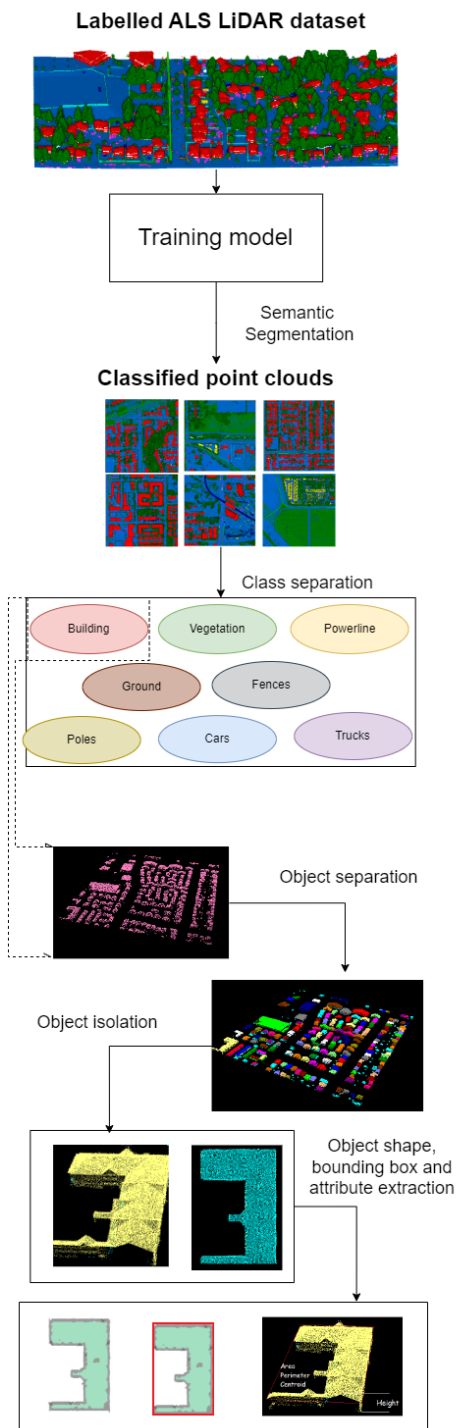 Labelled ALS LiDAR dataset
Training model
Semantic
Segmentation
Classified point clouds
Class separation
Building
Vegetation
Powerline
Ground
Fences
Poles
Cars
Trucks
Object separation
Object isolation
Object shape,
bounding box and
attribute extraction
Area
Perimeter
Centroid
Height